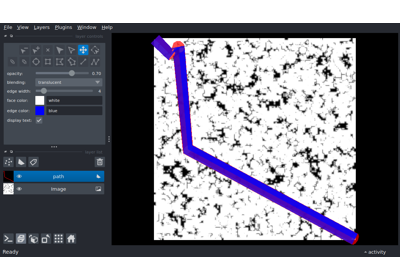 File View Layers Plugins Window Help
opacity: 0.70
blending: translucent
edge width:
face color: white
edge color: blue
display text:
path
Image
Ready
activity